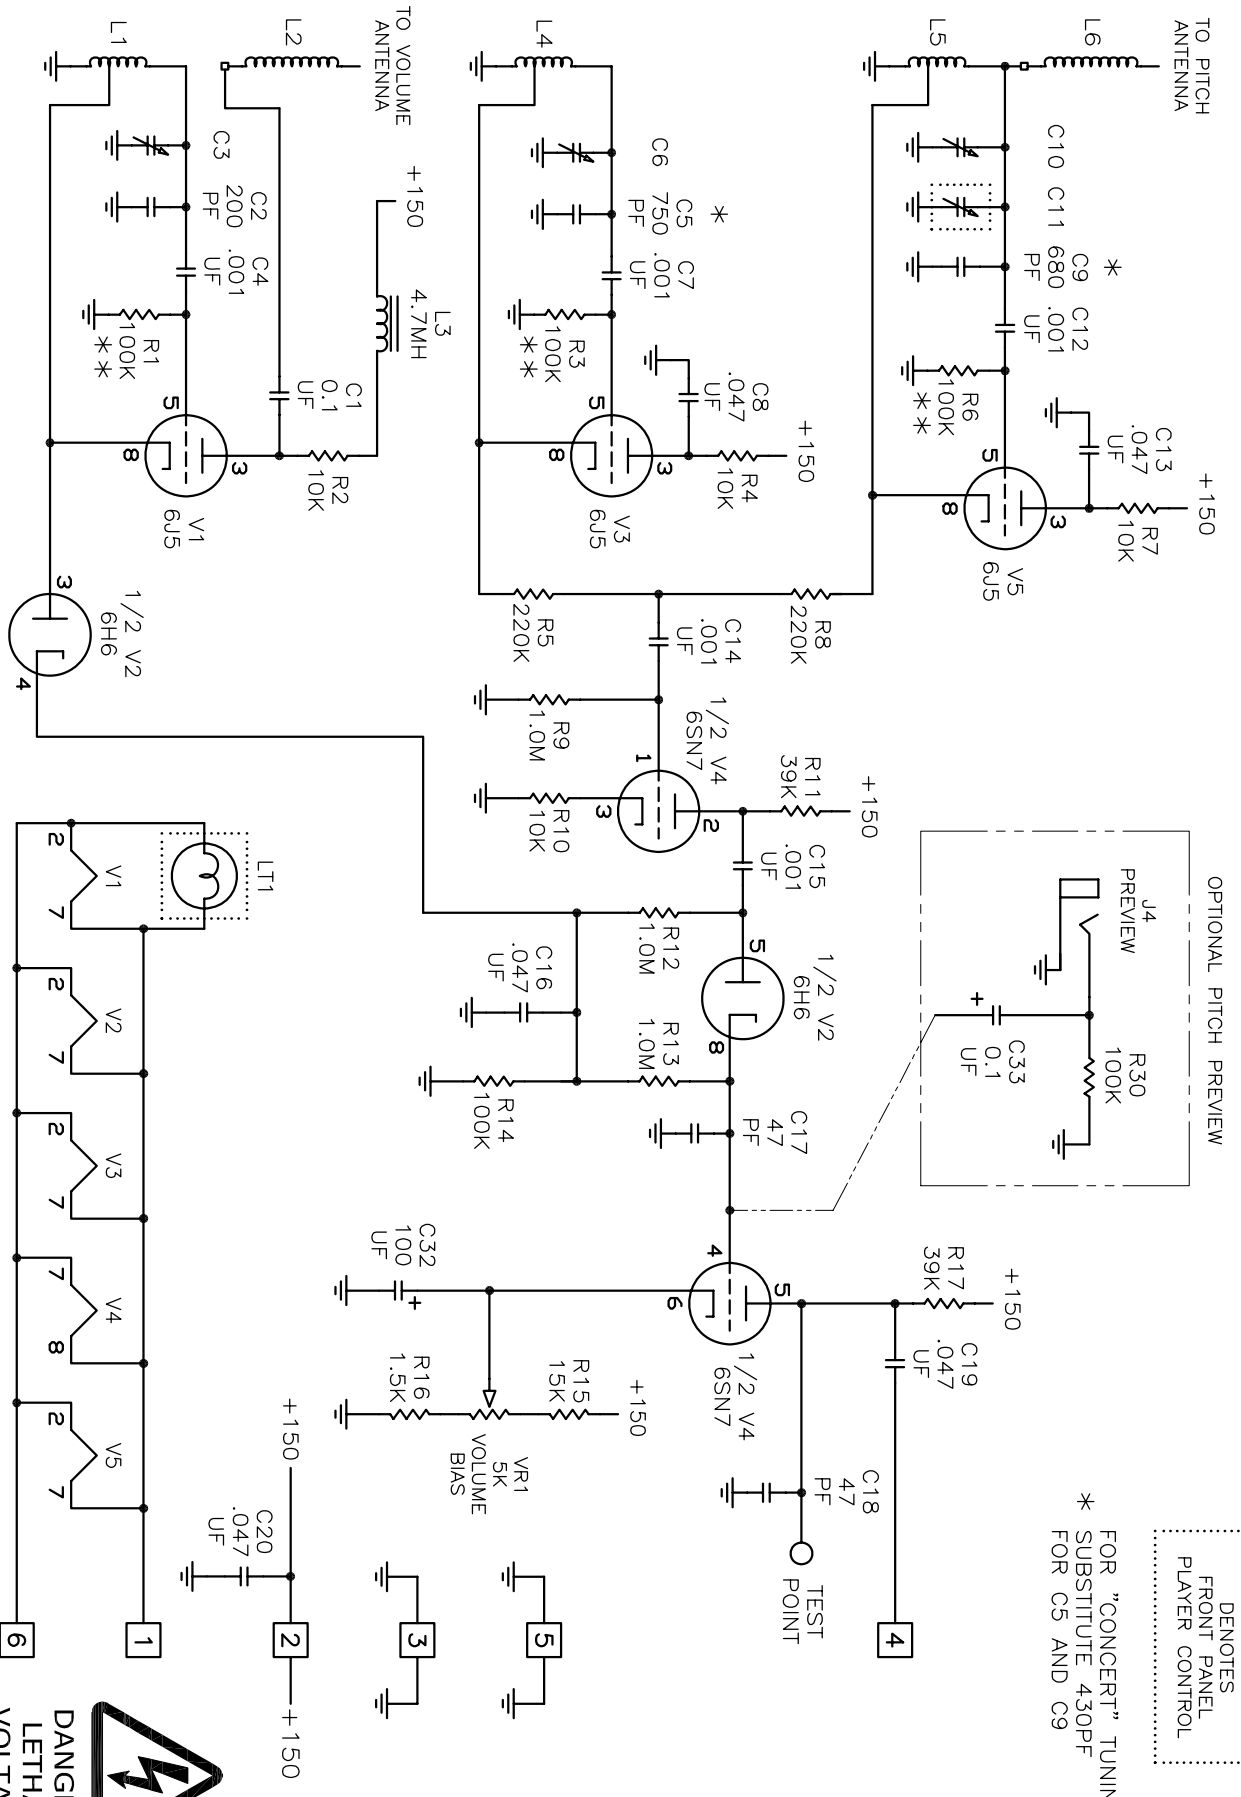 TO PITCH
ANTENNA
L6
L5
C10
C11
*
C9
680
PF
C12
.001
UF
R6
100K
**
C13
.047
UF
+150
R7
10K
5
3
8
V5
6J5
L4
C6
*
C5
750
PF
C7
.001
UF
R3
100K
**
C8
.047
UF
+150
R4
10K
5
3
8
V3
6J5
TO VOLUME
ANTENNA
L2
L1
C3
C2
200
PF
C4
.001
UF
R1
100K
**
+150
L3
4.7MH
C1
0.1
UF
R2
10K
5
3
8
V1
6J5
R8
220K
R5
220K
C14
.001
UF
R9
1.0M
1/2 V4
6SN7
1
2
3
R10
10K
R11
39K
+150
C15
.001
UF
3
1/2 V2
6H6
4
R12
1.0M
5
1/2 V2
6H6
8
C16
.047
UF
R13
1.0M
R14
100K
C17
47
PF
OPTIONAL PITCH PREVIEW
J4
PREVIEW
R30
100K
+
C33
0.1
UF
4
5
6
1/2 V4
6SN7
R17
39K
+150
C19
.047
UF
C32
100
UF
+
+150
R15
15K
R16
1.5K
VR1
5K
VOLUME
BIAS
C18
47
PF
TEST
POINT
4
5
3
+150
2
+150
C20
.047
UF
1
6
LT1
V1
2
7
V2
2
7
V3
2
7
V4
7
8
V5
2
7
DENOTES
FRONT PANEL
PLAYER CONTROL
* FOR "CONCERT" TUNIN
SUBSTITUTE 430PF
FOR C5 AND C9
DANG
LETH
VOLTA